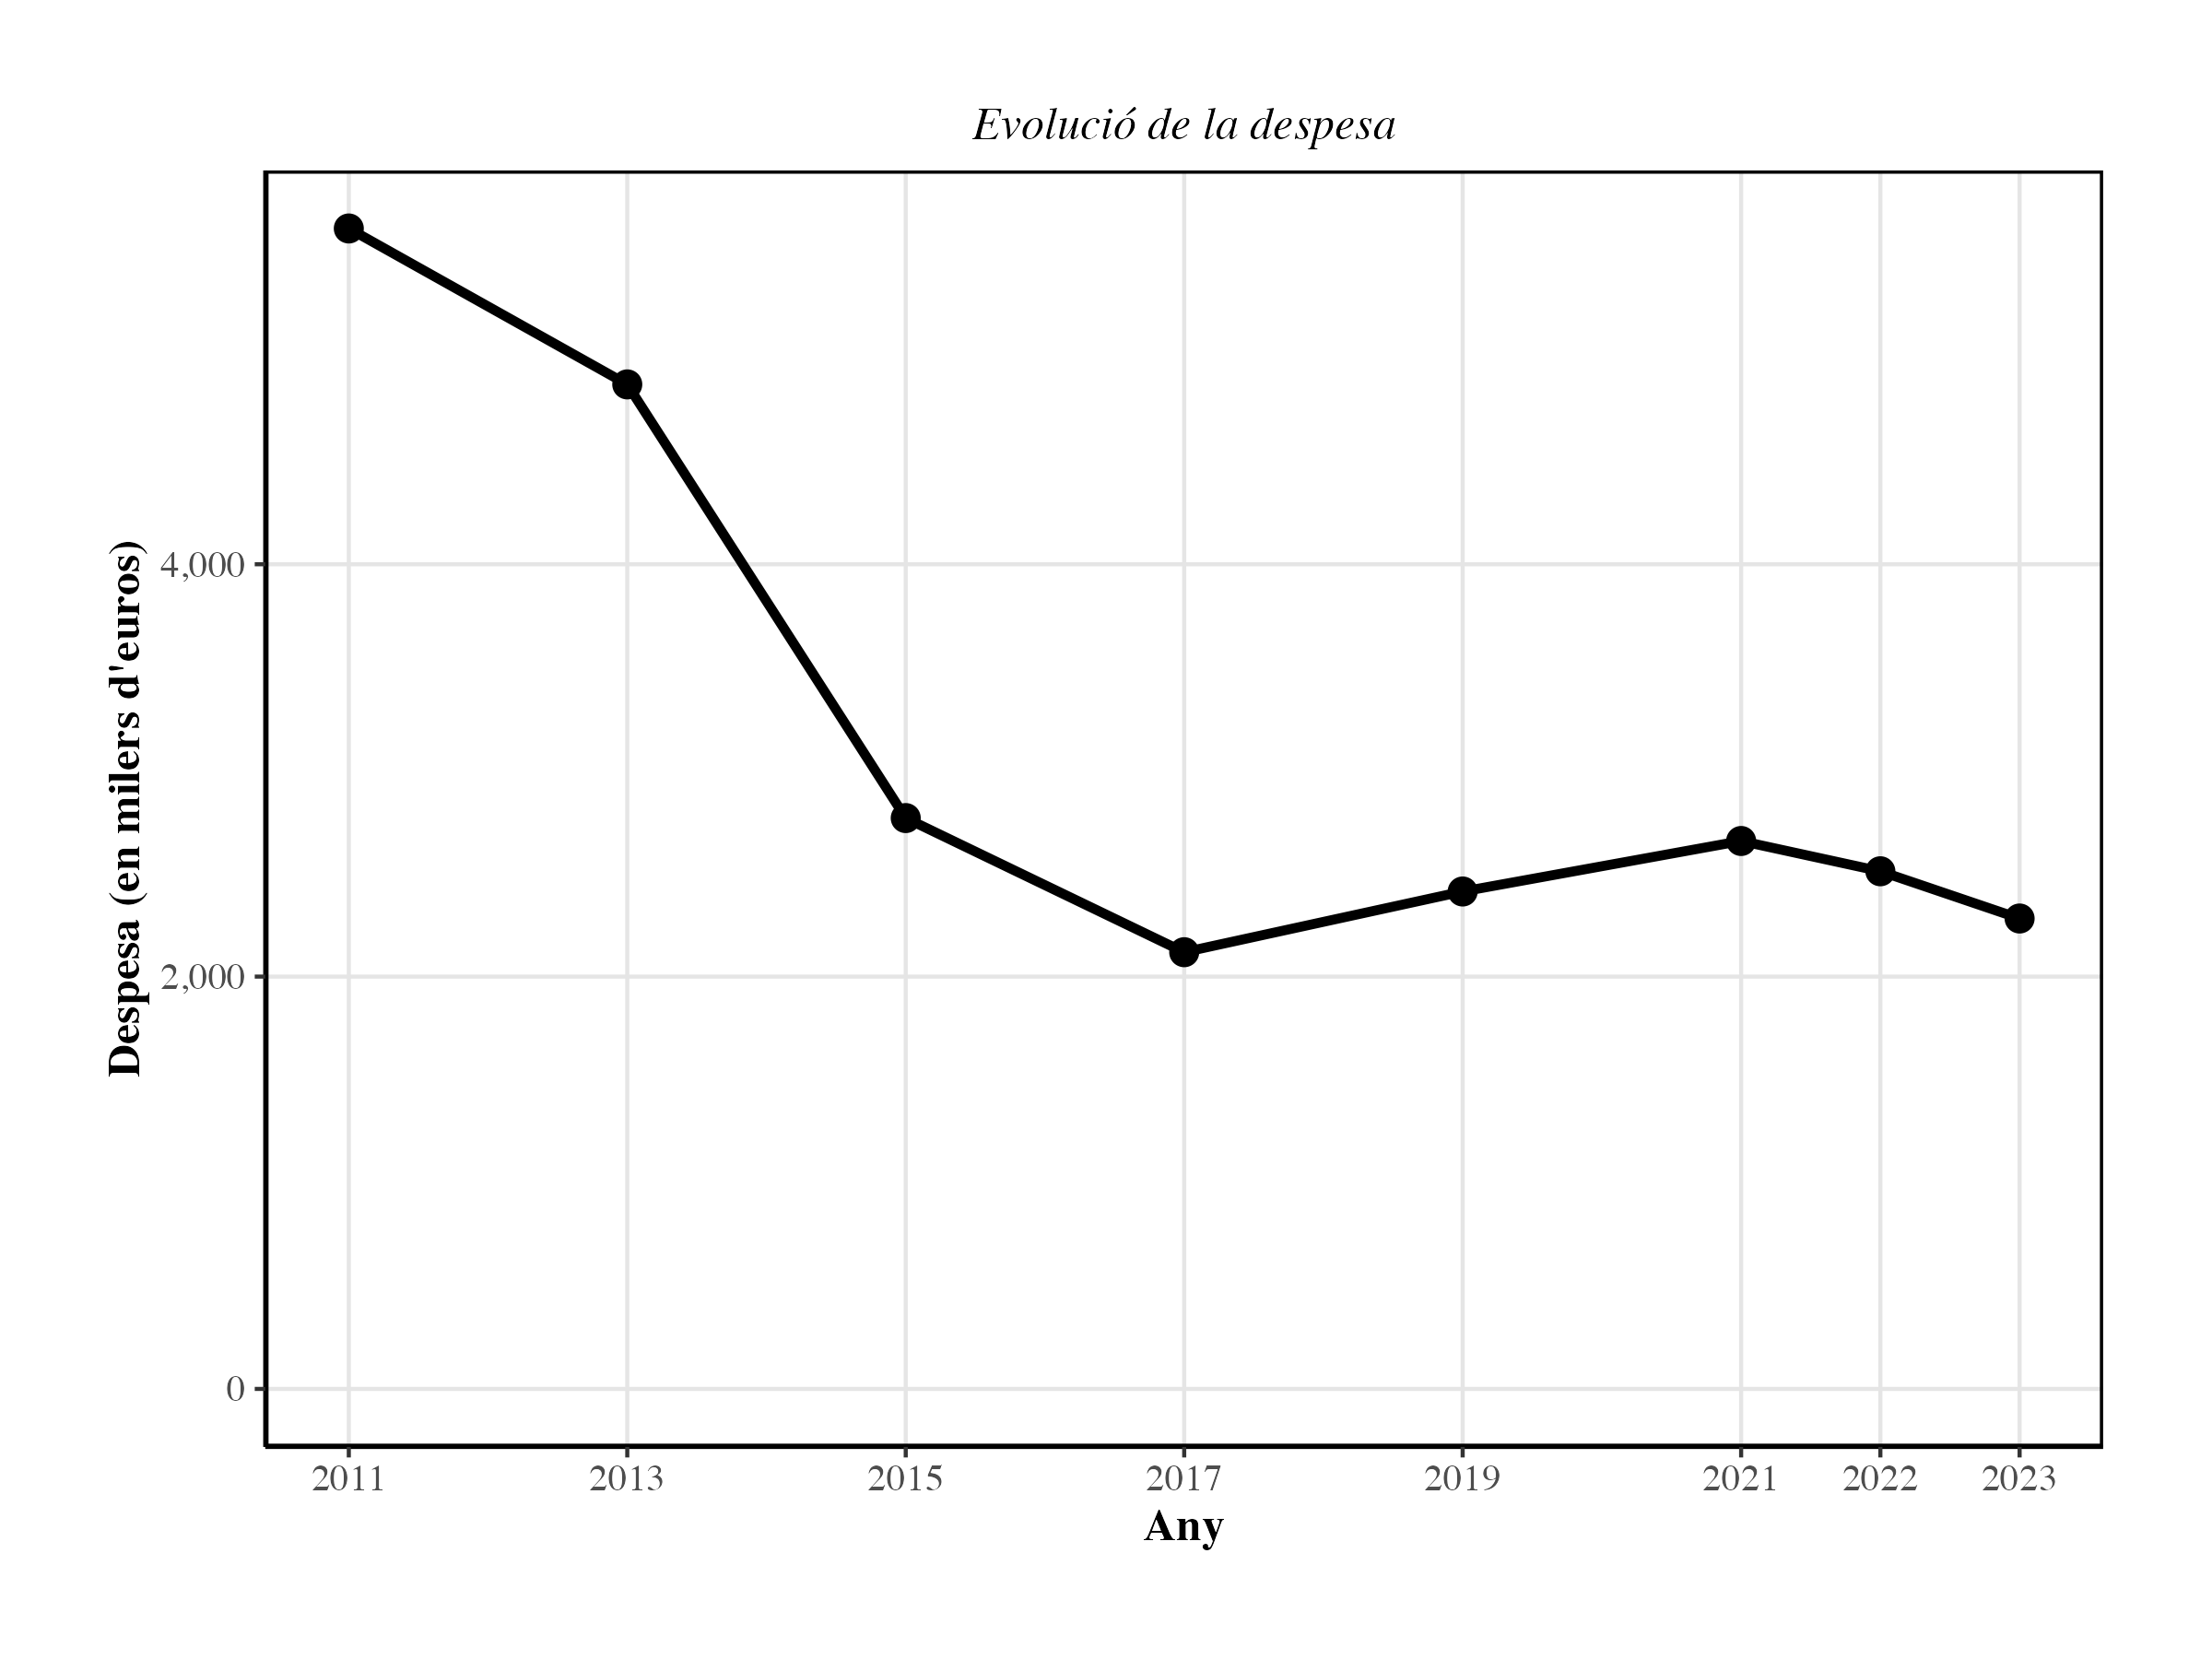 Evolució de la despesa
Despesa (en milers d'euros)
4,000
2,000
0
2011 2013 2015 2017 2019 2021 2022 2023
Any